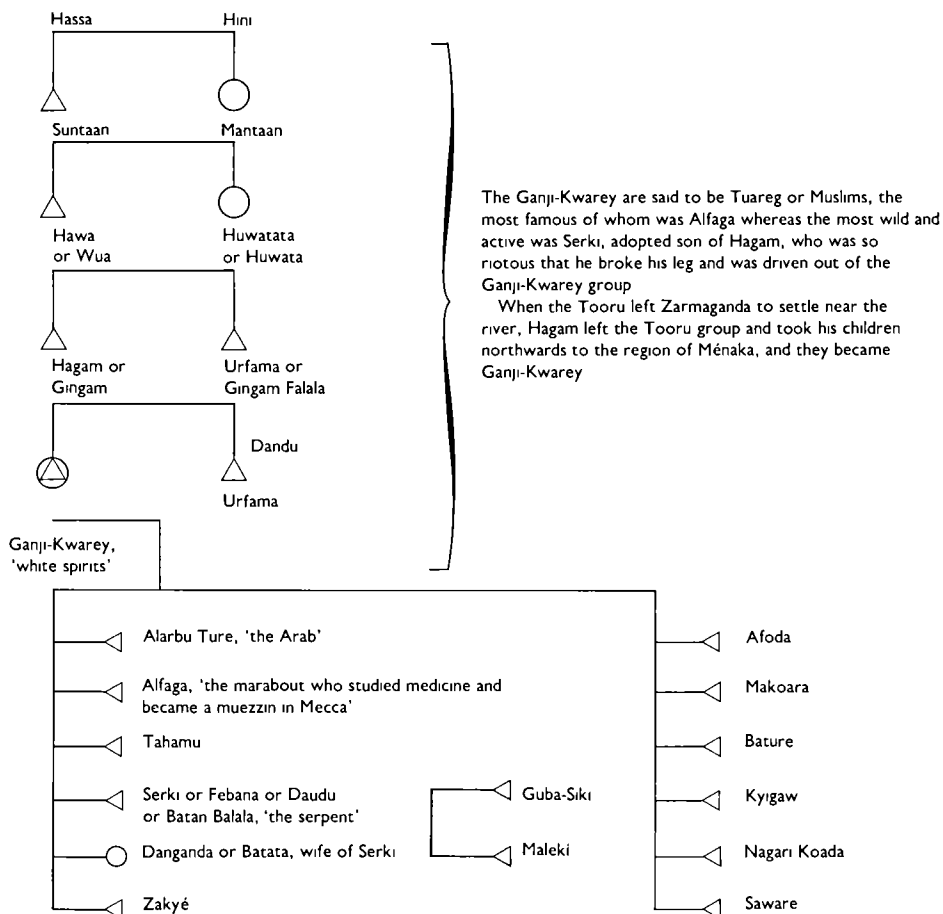 Hassa
Hini
Suntaan
Mantaan
Hawa
or Wua
Huwatata
or Huwata
Hagam or
Gingam
Urfama or
Gingam Falala
Dandu
Urfama
Ganji-Kwarey,
'white spirits'
The Ganji-Kwarey are said to be Tuareg or Muslims, the
most famous of whom was Alfaga whereas the most wild and
active was Serki, adopted son of Hagam, who was so
riotous that he broke his leg and was driven out of the
Ganji-Kwarey group
When the Tooru left Zarmaganda to settle near the
river, Hagam left the Tooru group and took his children
northwards to the region of Ménaka, and they became
Ganji-Kwarey
Alarbu Ture, 'the Arab'
Alfaga, 'the marabout who studied medicine and
became a muezzin in Mecca'
Tahamu
Serki or Febana or Daudu
or Batan Balala, 'the serpent'
Danganda or Batata, wife of Serki
Zakyé
Guba-Siki
Maleki
Afoda
Makoara
Bature
Kyigaw
Nagari Koada
Saware